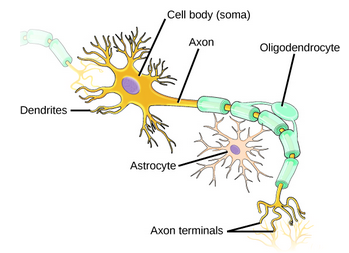 Cell body (soma)
Axon
Oligodendrocyte
Dendrites
Astrocyte
Axon terminals